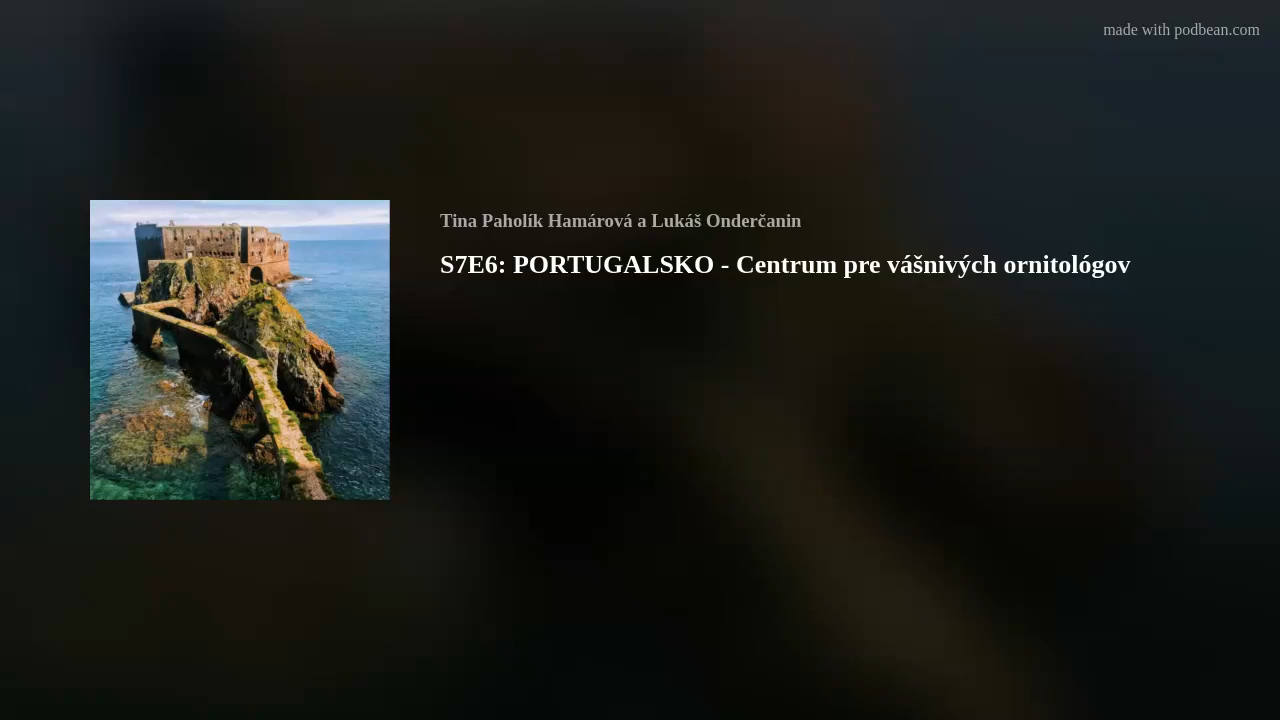 made with podbean.com
Tina Paholík Hamárová a Lukáš Onderčanin
S7E6: PORTUGALSKO - Centrum pre vášnivých ornitológov